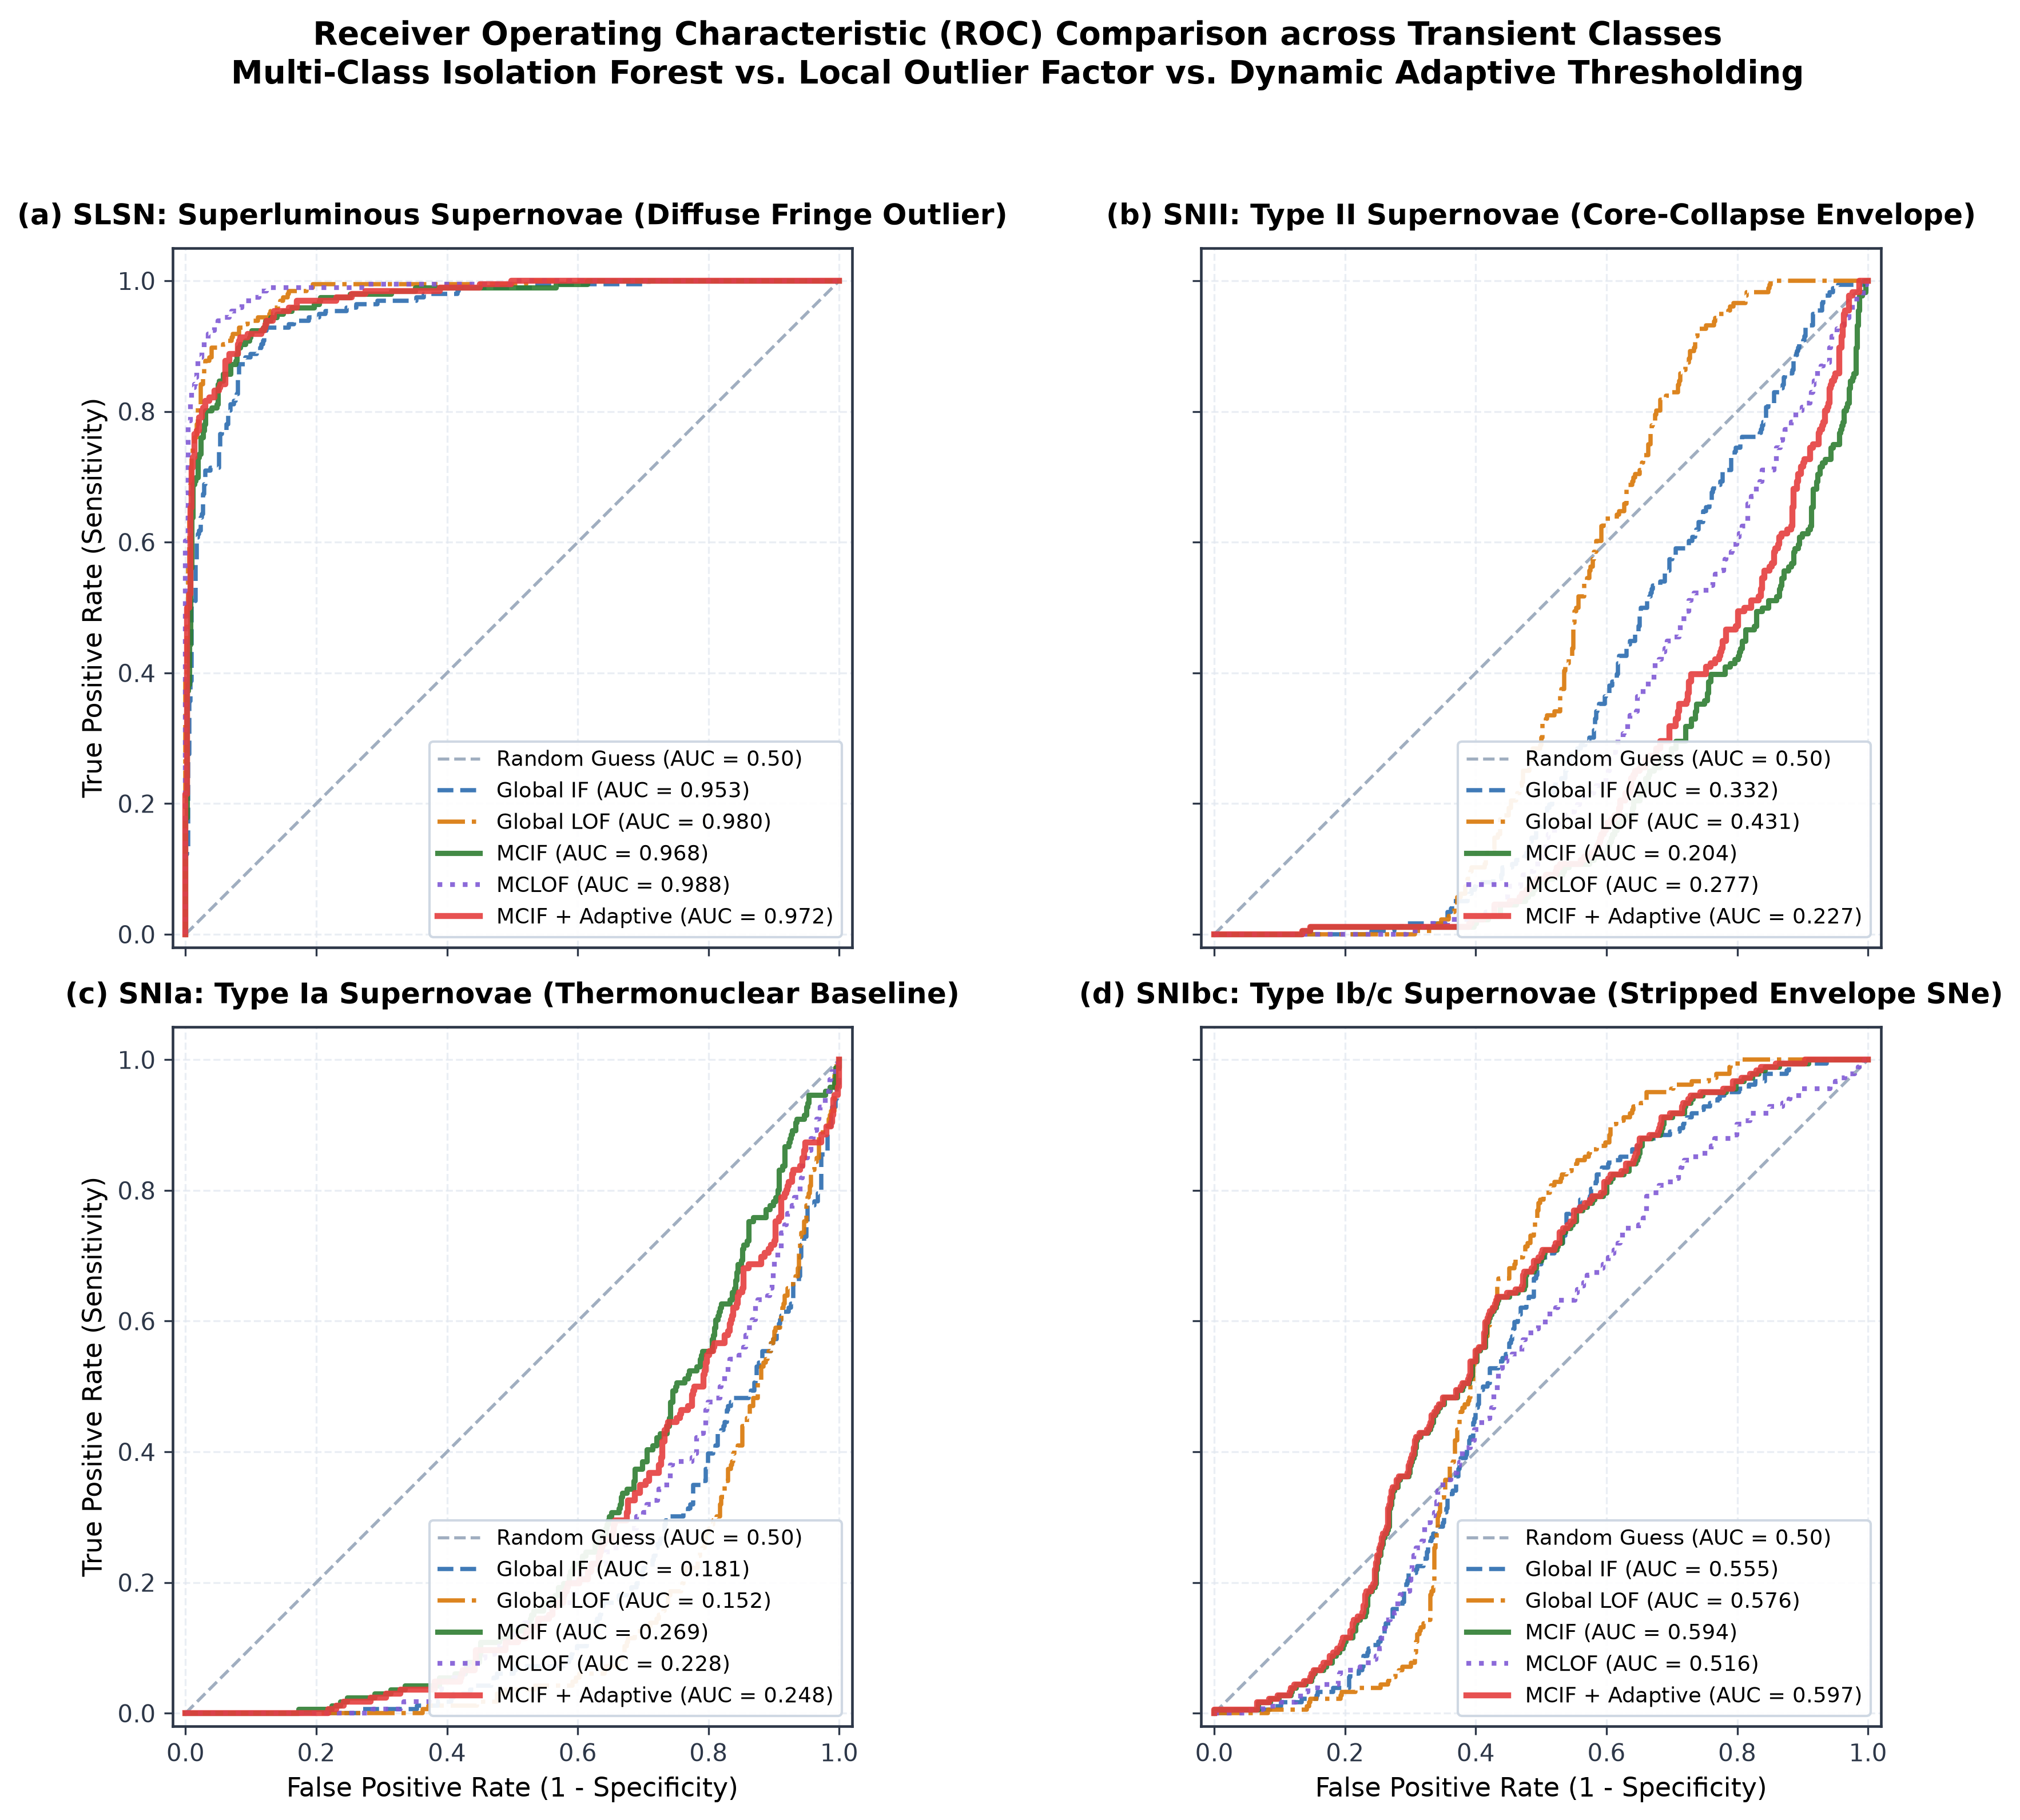 Receiver Operating Characteristic (ROC) Comparison across Transient Classes
Multi-Class Isolation Forest vs. Local Outlier Factor vs. Dynamic Adaptive Thresholding
(a) SLSN: Superluminous Supernovae (Diffuse Fringe Outlier)
True Positive Rate (Sensitivity)
1.0
0.8
0.6
0.4
0.2
0.0
Random Guess (AUC = 0.50)
Global IF (AUC = 0.953)
Global LOF (AUC = 0.980)
MCIF (AUC = 0.968)
MCLOF (AUC = 0.988)
MCIF + Adaptive (AUC = 0.972)
(b) SNII: Type II Supernovae (Core-Collapse Envelope)
Random Guess (AUC = 0.50)
Global IF (AUC = 0.332)
Global LOF (AUC = 0.431)
MCIF (AUC = 0.204)
MCLOF (AUC = 0.277)
MCIF + Adaptive (AUC = 0.227)
(c) SNIa: Type Ia Supernovae (Thermonuclear Baseline)
True Positive Rate (Sensitivity)
1.0
0.8
0.6
0.4
0.2
0.0
Random Guess (AUC = 0.50)
Global IF (AUC = 0.181)
Global LOF (AUC = 0.152)
MCIF (AUC = 0.269)
MCLOF (AUC = 0.228)
MCIF + Adaptive (AUC = 0.248)
0.0 0.2 0.4 0.6 0.8 1.0
False Positive Rate (1 - Specificity)
(d) SNIbc: Type Ib/c Supernovae (Stripped Envelope SNe)
Random Guess (AUC = 0.50)
Global IF (AUC = 0.555)
Global LOF (AUC = 0.576)
MCIF (AUC = 0.594)
MCLOF (AUC = 0.516)
MCIF + Adaptive (AUC = 0.597)
0.0 0.2 0.4 0.6 0.8 1.0
False Positive Rate (1 - Specificity)